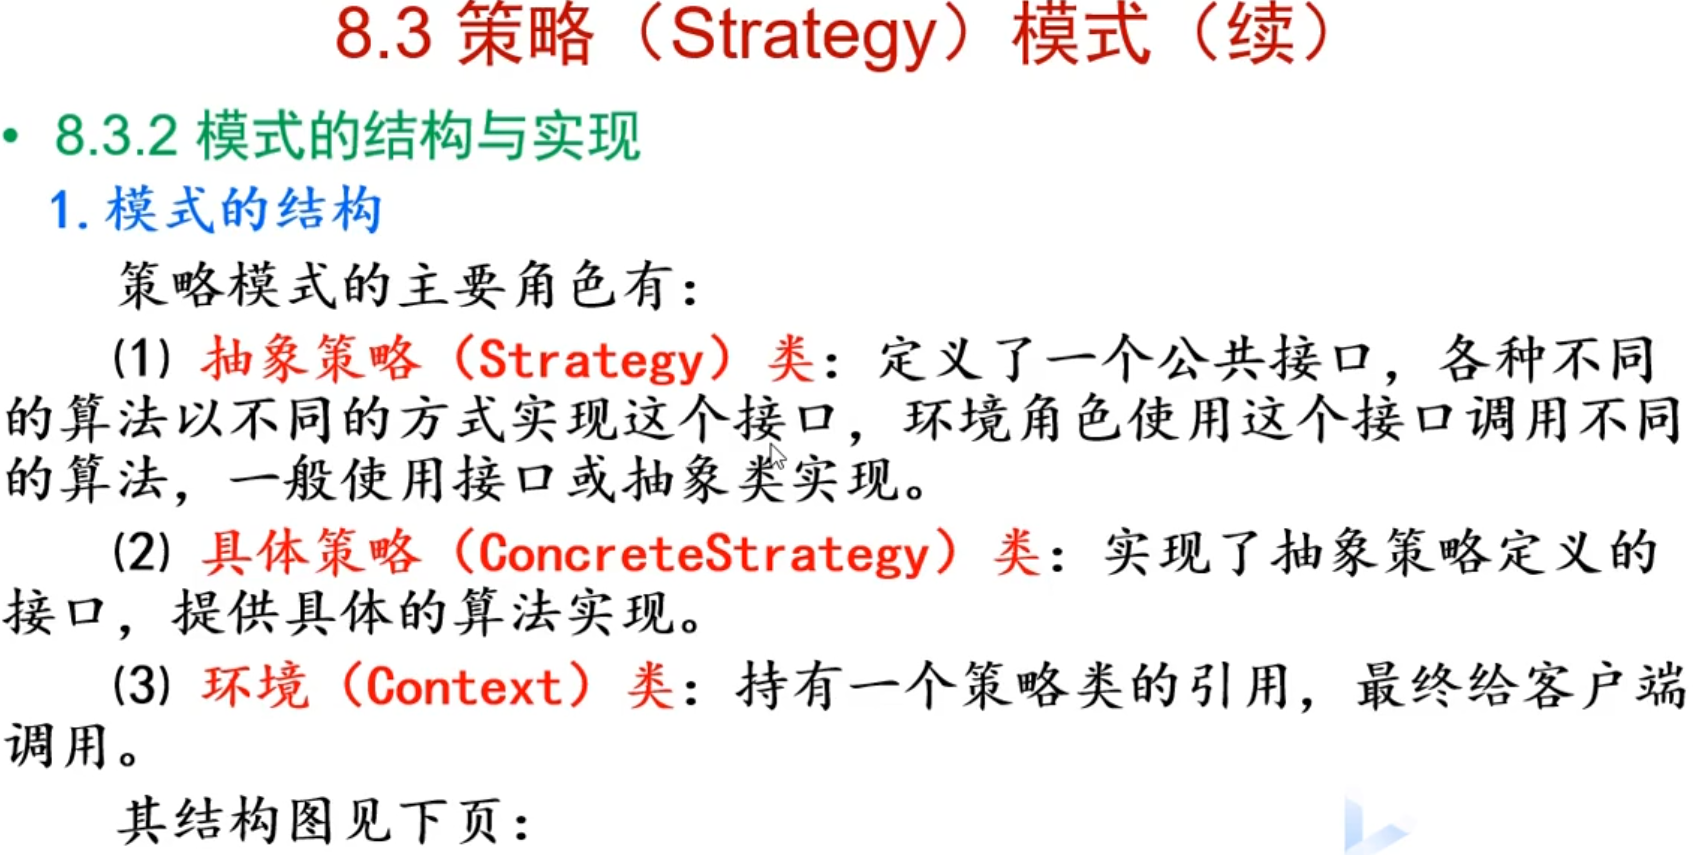 8.3 策略（Strategy）模式（续）
• 8.3.2 模式的结构与实现
1. 模式的结构
策略模式的主要角色有：
(1) 抽象策略（Strategy）类：定义了一个公共接口，各种不同
的算法以不同的方式实现这个接口，环境角色使用这个接口调用不同
的算法，一般使用接口或抽象类实现。
(2) 具体策略（ConcreteStrategy）类：实现了抽象策略定义的
接口，提供具体的算法实现。
(3) 环境（Context）类：持有一个策略类的引用，最终给客户端
调用。
其结构图见下页：